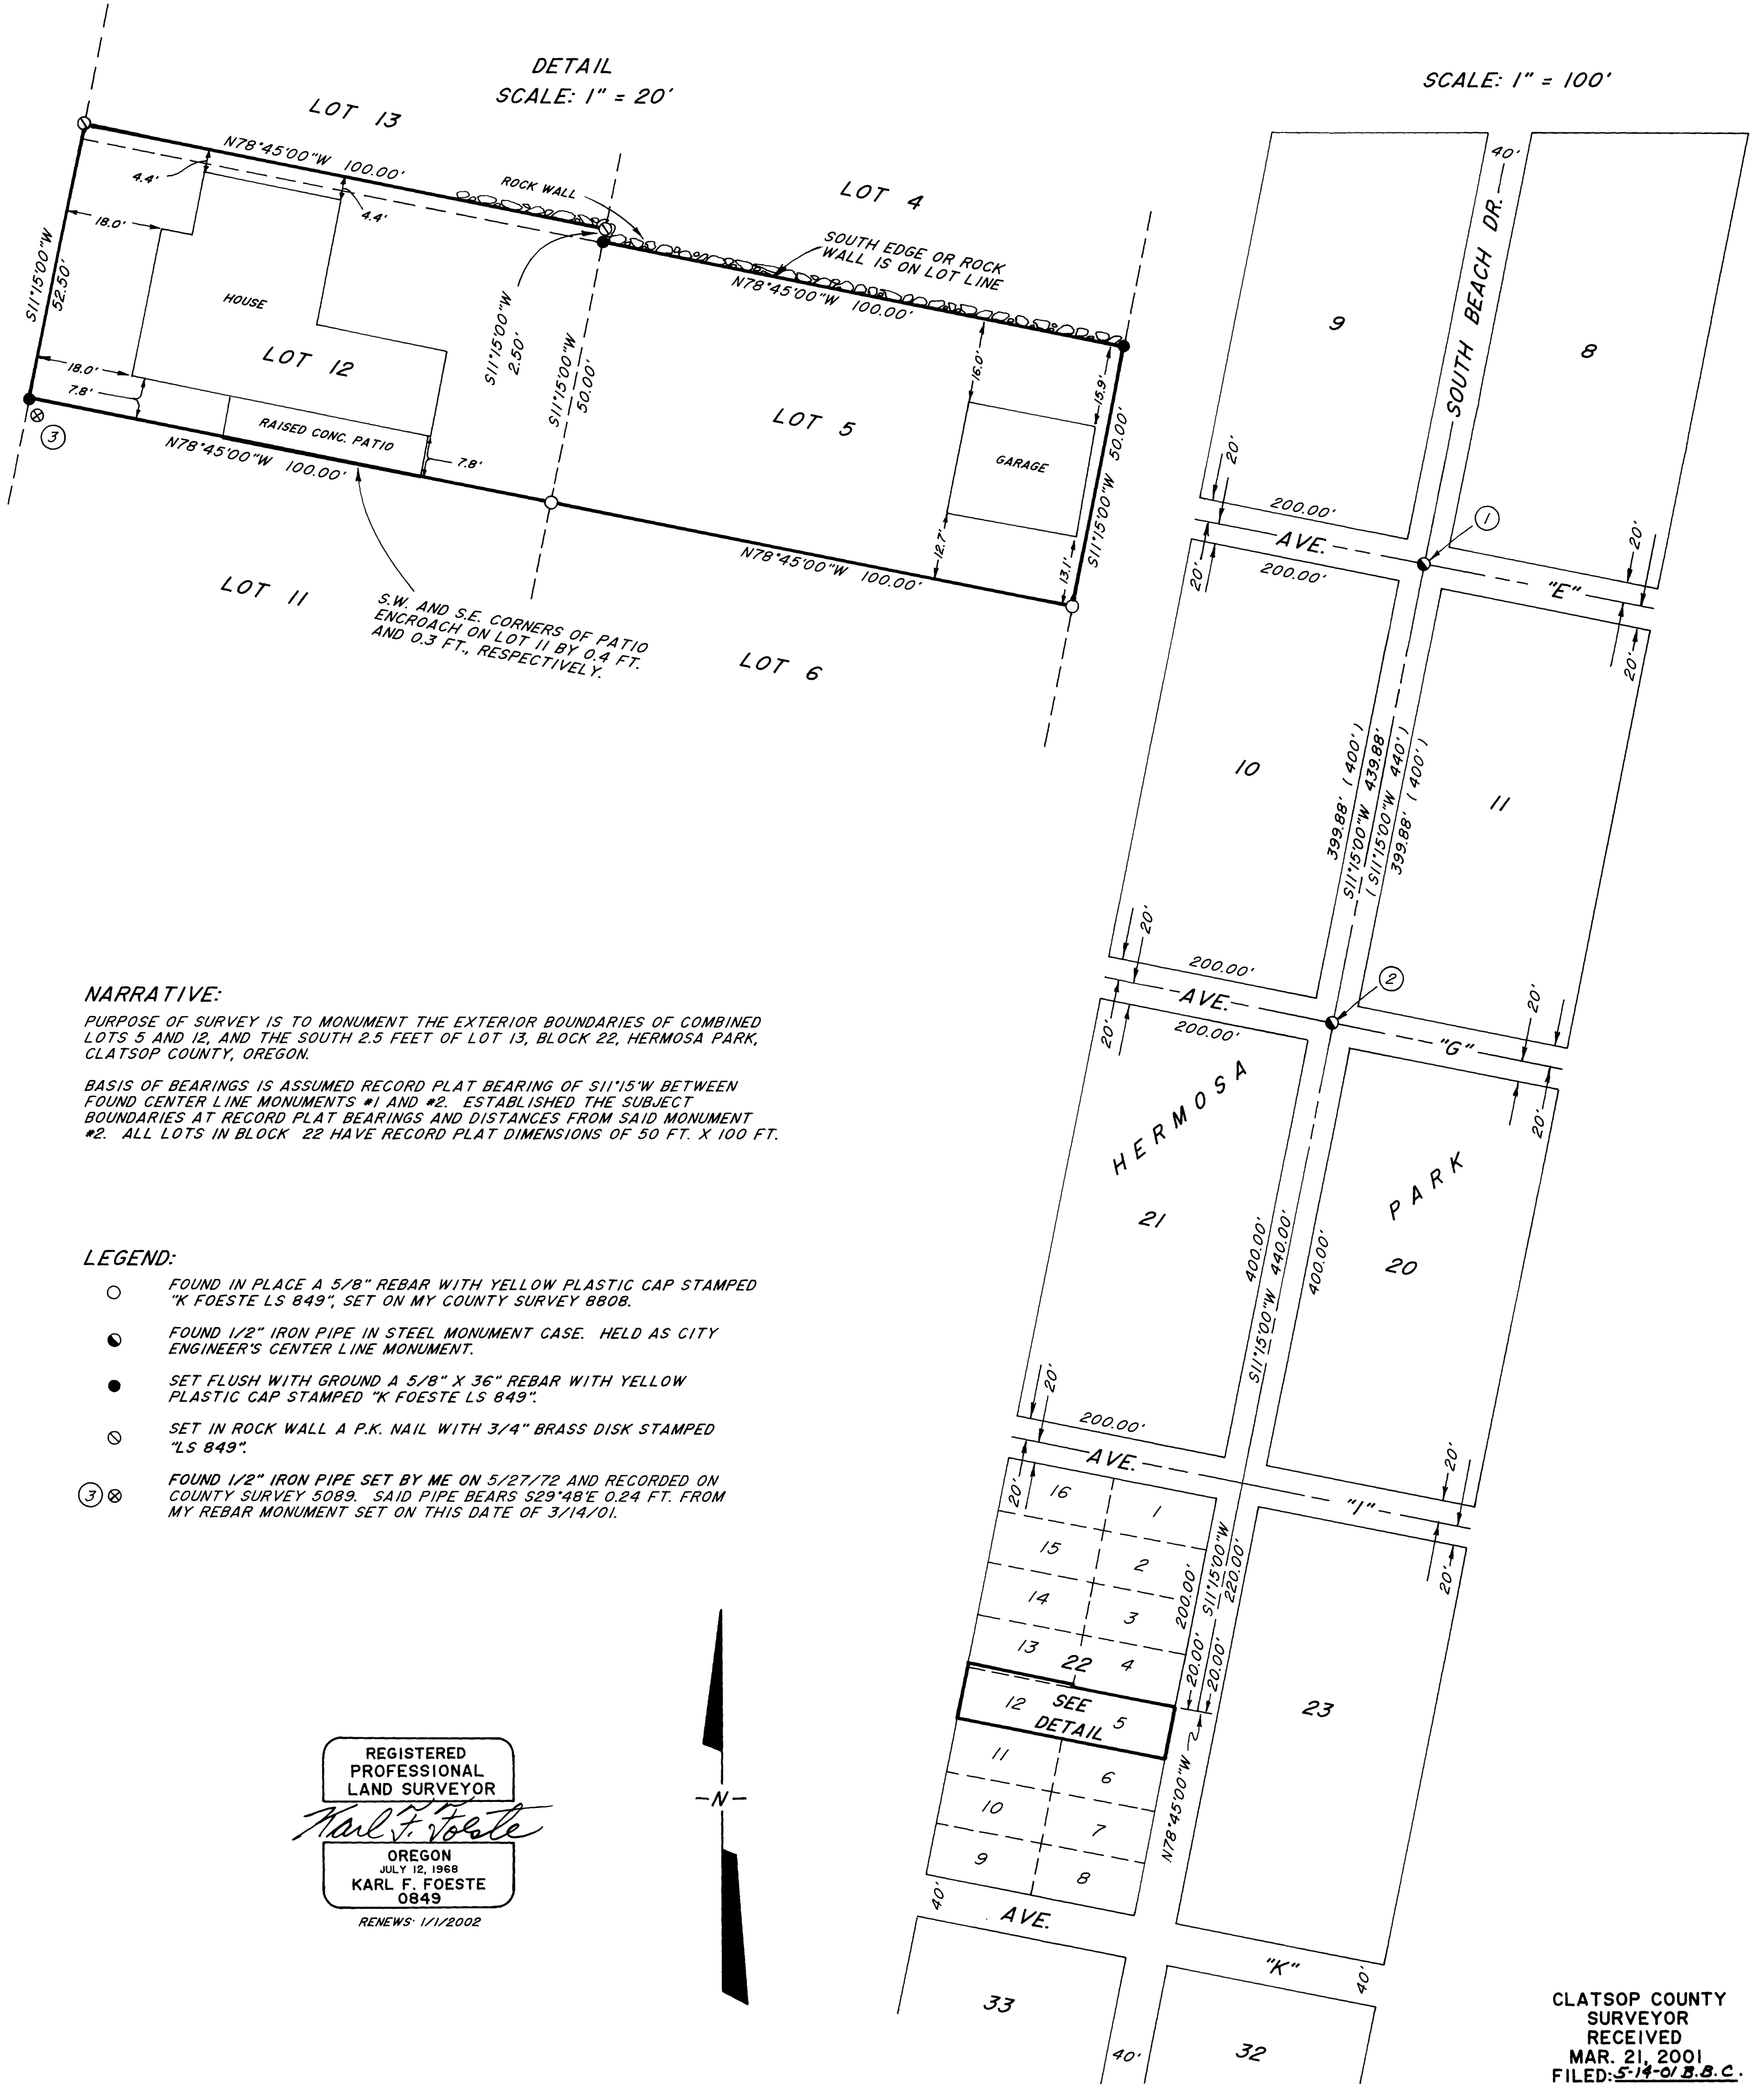 DETAIL
SCALE: 1" = 20'
LOT 13
N78°45'00"W 100.00'
4.4'
4.4'
ROCK WALL
LOT 4
SOUTH EDGE OR ROCK
WALL IS ON LOT LINE
N78°45'00"W 100.00'
18.0'
S11°15'00"W
52.50'
HOUSE
LOT 12
S11°15'00"W
2.50'
S11°15'00"W
50.00'
LOT 5
16.0'
15.9'
GARAGE
S11°15'00"W 50.00'
18.0'
7.8'
RAISED CONC. PATIO
7.8'
3
N78°45'00"W 100.00'
12.7'
13.1'
N78°45'00"W 100.00'
LOT 11
S.W. AND S.E. CORNERS OF PATIO
ENCROACH ON LOT 11 BY 0.4 FT.
AND 0.3 FT., RESPECTIVELY.
LOT 6
NARRATIVE:
PURPOSE OF SURVEY IS TO MONUMENT THE EXTERIOR BOUNDARIES OF COMBINED
LOTS 5 AND 12, AND THE SOUTH 2.5 FEET OF LOT 13, BLOCK 22, HERMOSA PARK,
CLATSOP COUNTY, OREGON.
BASIS OF BEARINGS IS ASSUMED RECORD PLAT BEARING OF S11°15'W BETWEEN
FOUND CENTER LINE MONUMENTS #1 AND #2. ESTABLISHED THE SUBJECT
BOUNDARIES AT RECORD PLAT BEARINGS AND DISTANCES FROM SAID MONUMENT
#2. ALL LOTS IN BLOCK 22 HAVE RECORD PLAT DIMENSIONS OF 50 FT. X 100 FT.
LEGEND:
FOUND IN PLACE A 5/8" REBAR WITH YELLOW PLASTIC CAP STAMPED
"K FOESTE LS 849", SET ON MY COUNTY SURVEY 8808.
FOUND 1/2" IRON PIPE IN STEEL MONUMENT CASE. HELD AS CITY
ENGINEER'S CENTER LINE MONUMENT.
SET FLUSH WITH GROUND A 5/8" X 36" REBAR WITH YELLOW
PLASTIC CAP STAMPED "K FOESTE LS 849".
SET IN ROCK WALL A P.K. NAIL WITH 3/4" BRASS DISK STAMPED
"LS 849".
3
FOUND 1/2" IRON PIPE SET BY ME ON 5/27/72 AND RECORDED ON
COUNTY SURVEY 5089. SAID PIPE BEARS S29°48'E 0.24 FT. FROM
MY REBAR MONUMENT SET ON THIS DATE OF 3/14/01.
REGISTERED
PROFESSIONAL
LAND SURVEYOR
Karl F. Foeste
OREGON
JULY 12, 1968
KARL F. FOESTE
0849
RENEWS: 1/1/2002
-N-
SCALE: 1" = 100'
40'
SOUTH BEACH DR.
9
8
20'
200.00'
1
20'
AVE.
"E"
20'
200.00'
20'
10
11
399.88' (400')
S11°15'00"W 439.88'
(S11°15'00"W 440')
399.88' (400')
20'
200.00'
2
20'
AVE.
"G"
20'
200.00'
20'
HERMOSA
PARK
21
20
400.00'
S11°15'00"W 440.00'
400.00'
20'
200.00'
20'
AVE.
"I"
20'
20'
16
1
15
2
14
3
13
4
22
200.00'
S11°15'00"W
220.00'
20.00'
20.00'
12
SEE
DETAIL
5
23
11
6
10
7
9
8
N78°45'00"W
40'
AVE.
"K"
40'
33
40'
32
CLATSOP COUNTY
SURVEYOR
RECEIVED
MAR. 21, 2001
FILED: 5-14-01 B.B.C.